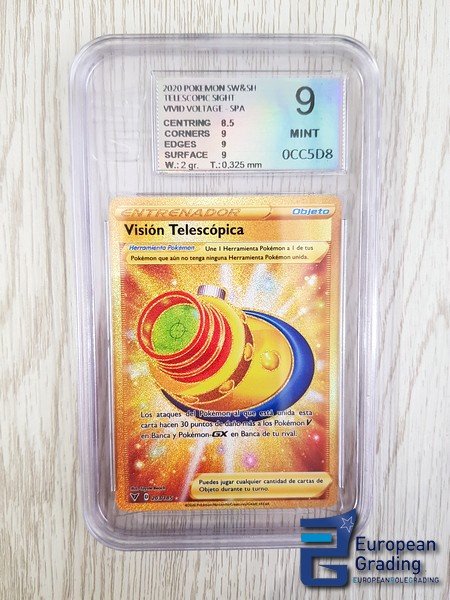 2020 POKEMON SW&SH
TELESCOPIC SIGHT
VIVID VOLTAGE - SPA
CENTRING 8.5
CORNERS 9
EDGES 9
SURFACE 9
W.: 2 gr. T.: 0,325 mm
9
MINT
0CC5D8
ENTRENADOR Objeto
Visión Telescópica
Herramienta Pokémon Une 1 Herramienta Pokémon a 1 de tus
Pokémon que aún no tenga ninguna Herramienta Pokémon unida.
Los ataques del Pokémon al que está unida esta
carta hacen 30 puntos de daño más a los Pokémon V
en Banca y Pokémon-GX en Banca de tu rival.
Puedes jugar cualquier cantidad de cartas de
Objeto durante tu turno.
European
Grading
EUROPEANPOLEGRADING